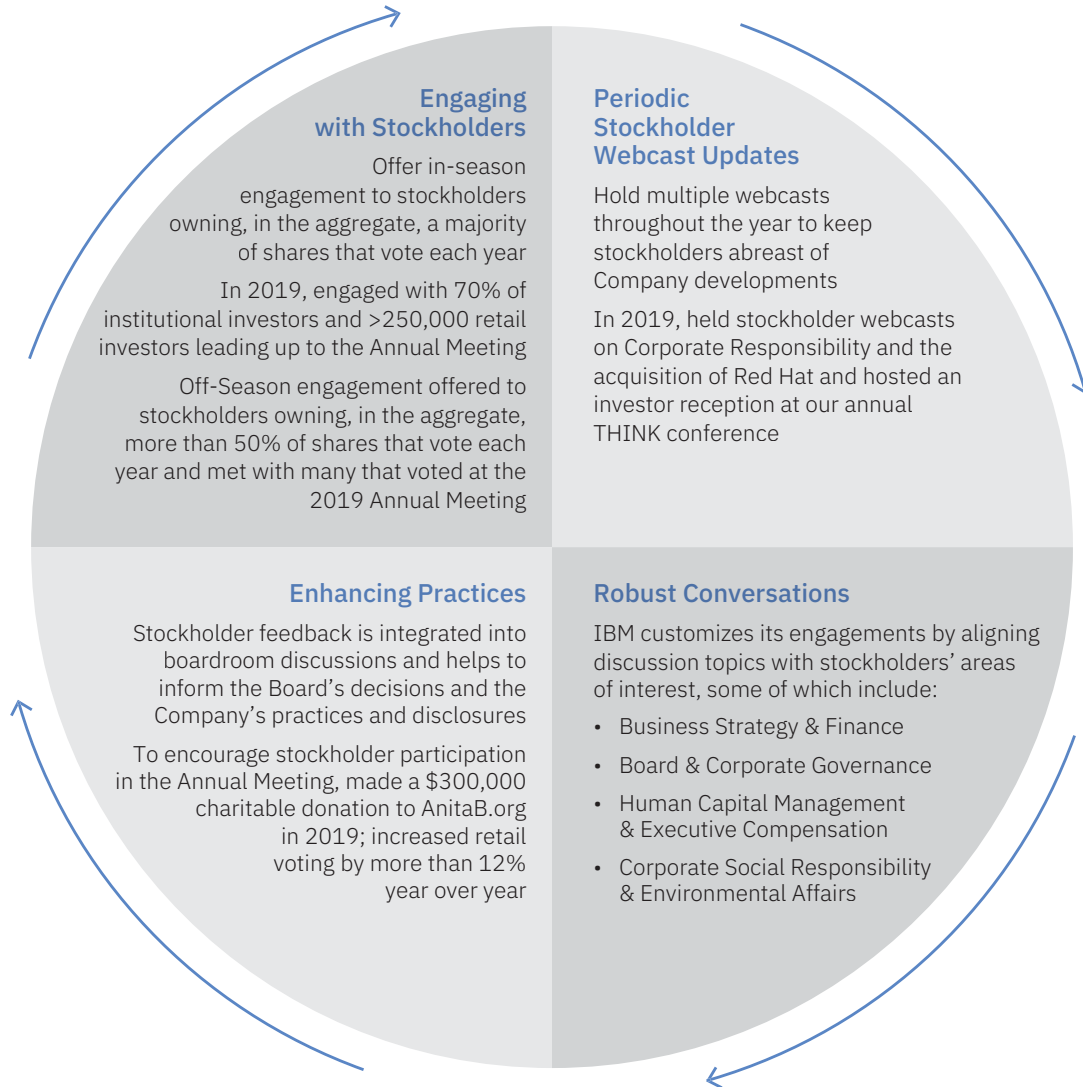 Engaging
with Stockholders
Offer in-season
engagement to stockholders
owning, in the aggregate, a majority
of shares that vote each year
In 2019, engaged with 70% of
institutional investors and >250,000 retail
investors leading up to the Annual Meeting
Off-Season engagement offered to
stockholders owning, in the aggregate,
more than 50% of shares that vote each
year and met with many that voted at the
2019 Annual Meeting
Periodic
Stockholder
Webcast Updates
Hold multiple webcasts
throughout the year to keep
stockholders abreast of
Company developments
In 2019, held stockholder webcasts
on Corporate Responsibility and the
acquisition of Red Hat and hosted an
investor reception at our annual
THINK conference
Enhancing Practices
Stockholder feedback is integrated into
boardroom discussions and helps to
inform the Board’s decisions and the
Company’s practices and disclosures
To encourage stockholder participation
in the Annual Meeting, made a $300,000
charitable donation to AnitaB.org
in 2019; increased retail
voting by more than 12%
year over year
Robust Conversations
IBM customizes its engagements by aligning
discussion topics with stockholders’ areas
of interest, some of which include:
• Business Strategy & Finance
• Board & Corporate Governance
• Human Capital Management
& Executive Compensation
• Corporate Social Responsibility
& Environmental Affairs